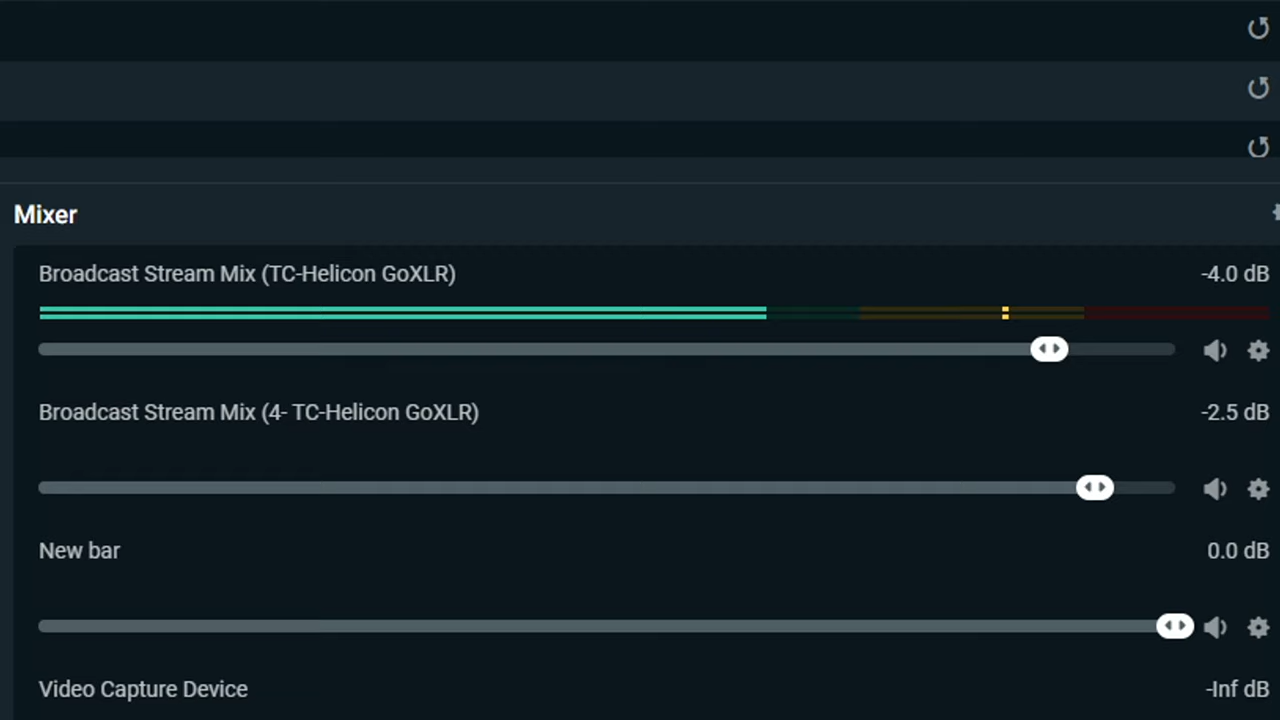 Mixer
Broadcast Stream Mix (TC-Helicon GoXLR) -4.0 dB
Broadcast Stream Mix (4- TC-Helicon GoXLR) -2.5 dB
New bar 0.0 dB
Video Capture Device -Inf dB